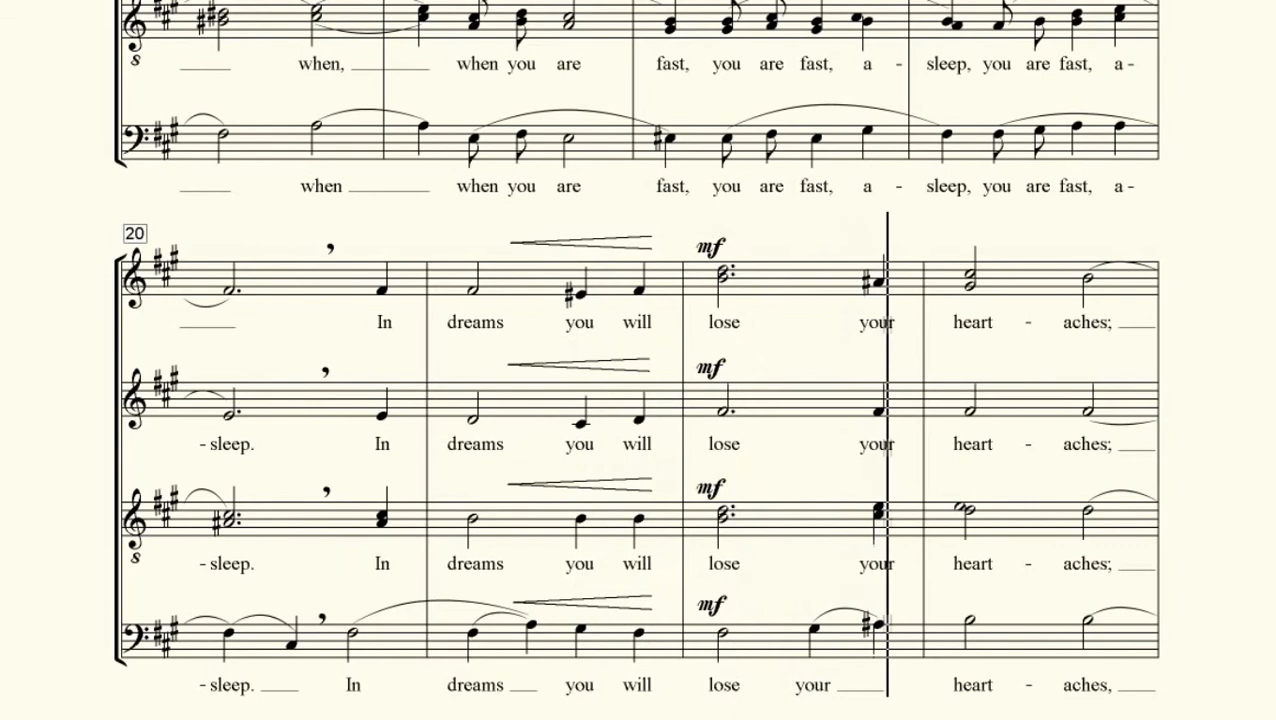 when, when you are fast, you are fast, a - sleep, you are fast, a -
8
when when you are fast, you are fast, a - sleep, you are fast, a -
20
mf
In dreams you will lose your heart - aches;
mf
- sleep. In dreams you will lose your heart - aches;
mf
8
- sleep. In dreams you will lose your heart - aches;
mf
- sleep. In dreams you will lose your heart - aches,